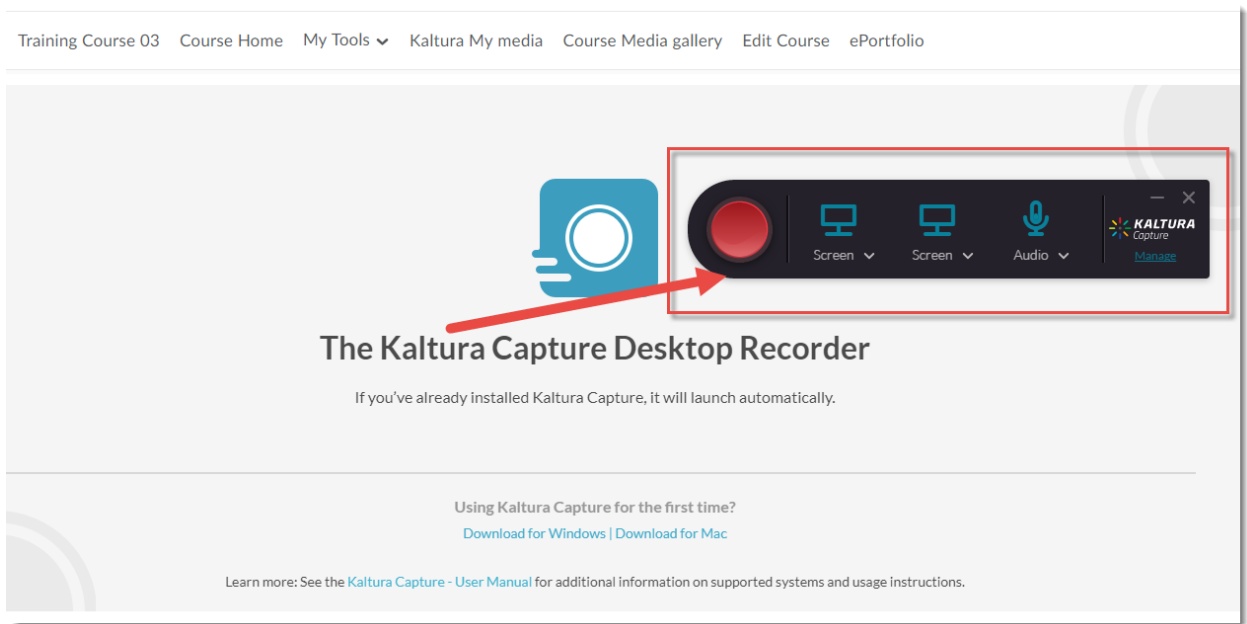 Training Course 03 Course Home My Tools Kaltura My media Course Media gallery Edit Course ePortfolio
KALTURA
Capture
Screen Screen Audio Manage
The Kaltura Capture Desktop Recorder
If you've already installed Kaltura Capture, it will launch automatically.
Using Kaltura Capture for the first time?
Download for Windows | Download for Mac
Learn more: See the Kaltura Capture - User Manual for additional information on supported systems and usage instructions.